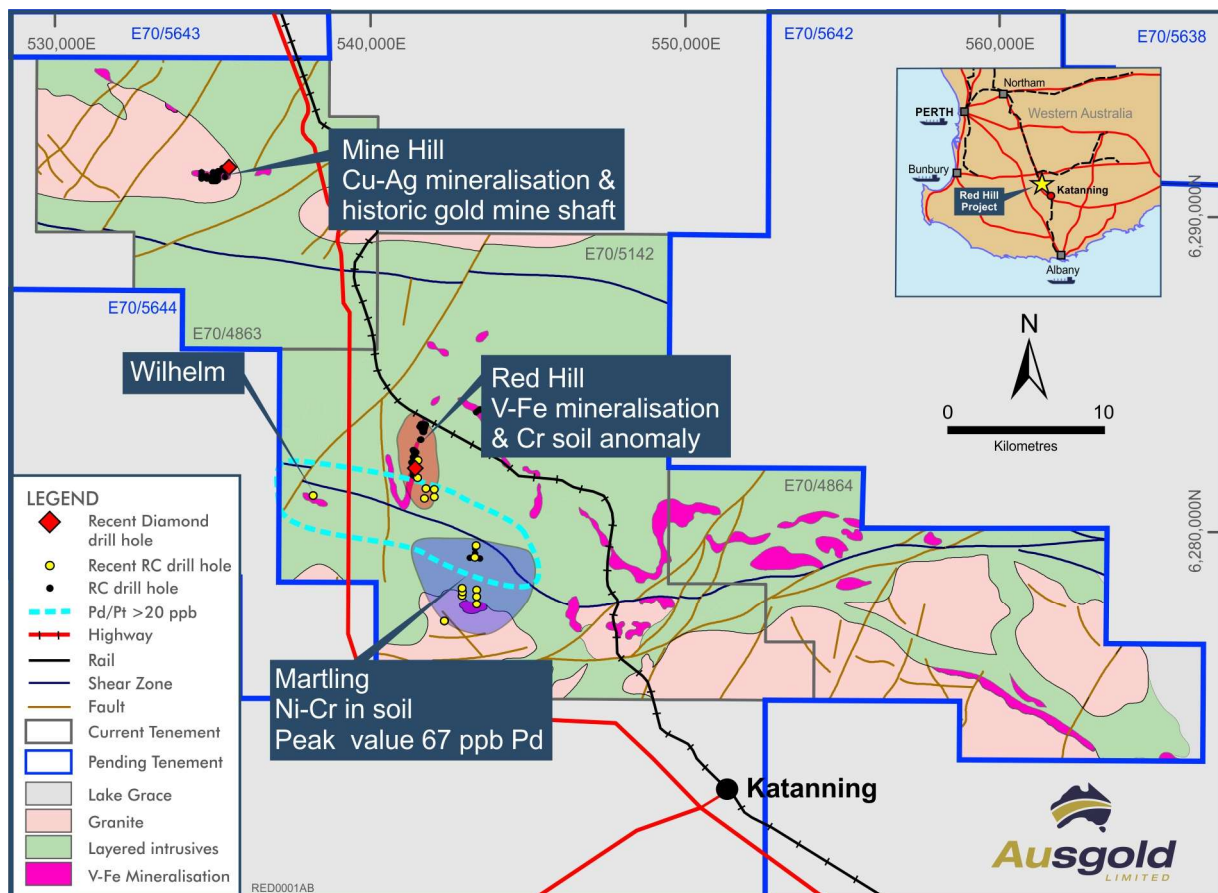 530,000E
E70/5643
540,000E
550,000E
E70/5642
560,000E
E70/5638
Northam
PERTH
Western Australia
Bunbury
Red Hill
Project
Katanning
Albany
6,290,000N
Mine Hill
Cu-Ag mineralisation &
historic gold mine shaft
E70/5142
E70/5644
E70/4863
Wilhelm
Red Hill
V-Fe mineralisation
& Cr soil anomaly
N
0
10
Kilometres
E70/4864
6,280,000N
LEGEND
Recent Diamond
drill hole
Recent RC drill hole
RC drill hole
Pd/Pt >20 ppb
Highway
Rail
Shear Zone
Fault
Current Tenement
Pending Tenement
Lake Grace
Granite
Layered intrusives
V-Fe Mineralisation
Martling
Ni-Cr in soil
Peak value 67 ppb Pd
Katanning
RED0001AB
Ausgold
LIMITED